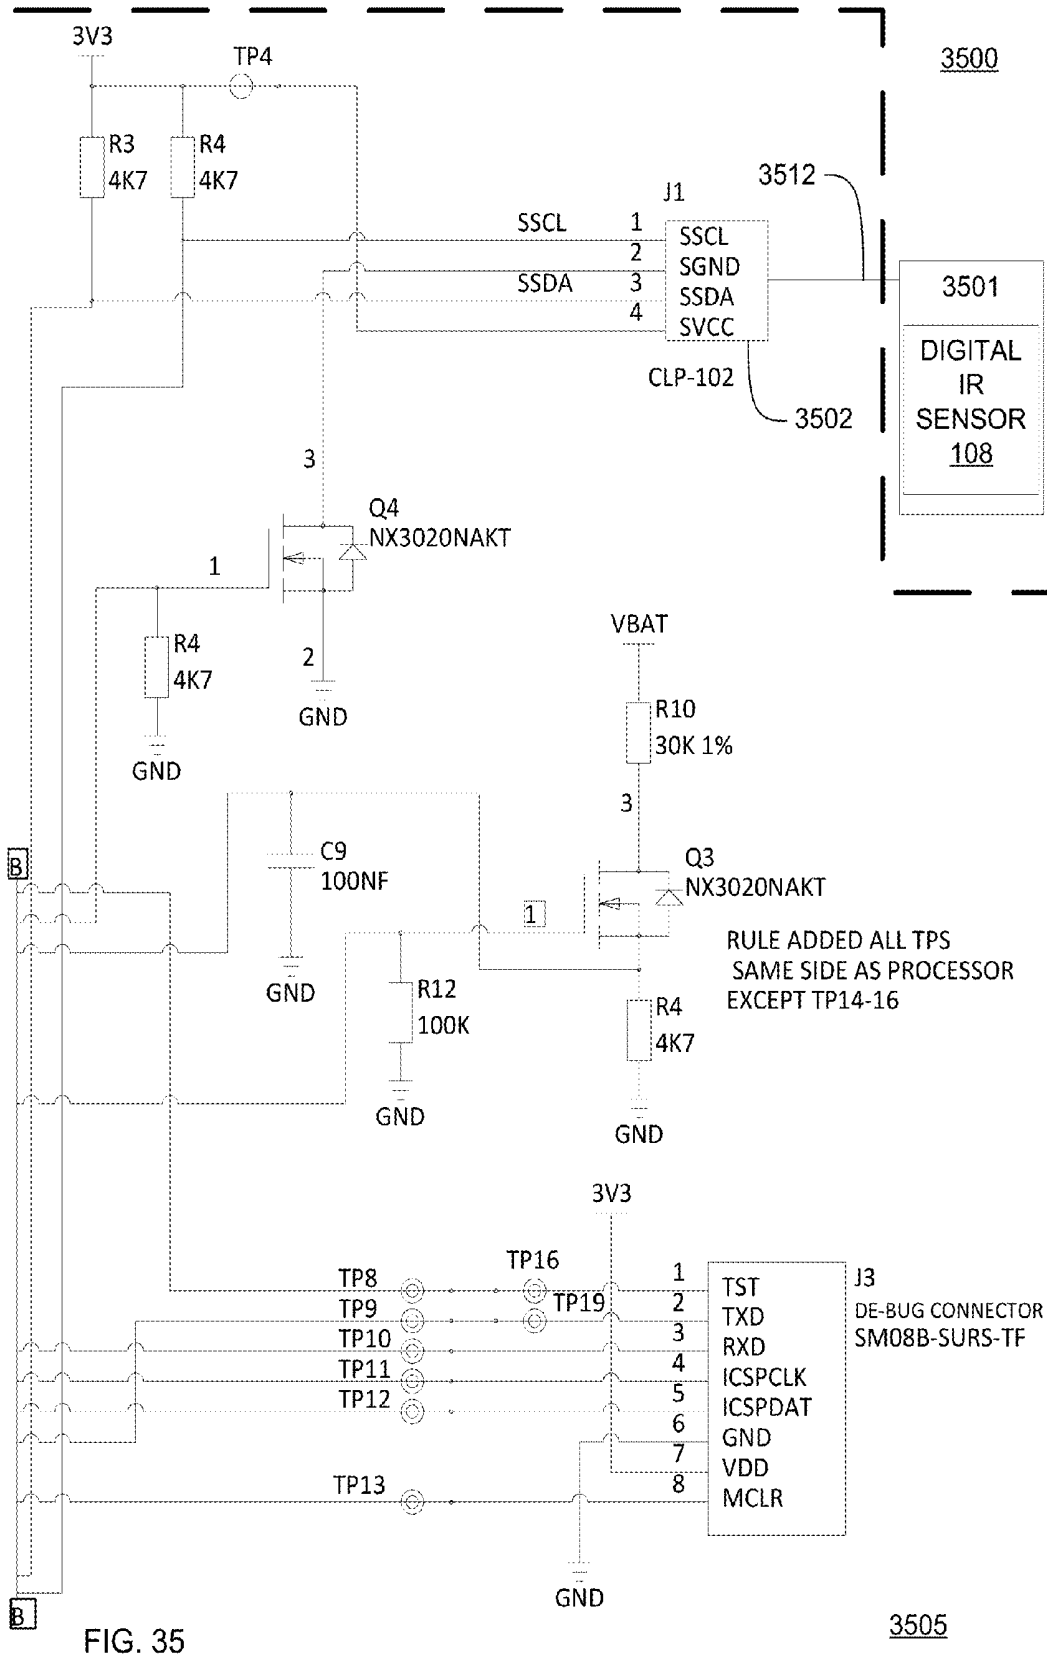 3V3
TP4
3500
R3
4K7
R4
4K7
3512
J1
SSCL
1
SSCL
2
SGND
SSDA
3
SSDA
4
SVCC
CLP-102
3502
3501
DIGITAL
IR
SENSOR
108
3
Q4
NX3020NAKT
1
R4
4K7
2
GND
GND
VBAT
R10
30K 1%
3
B
C9
100NF
GND
Q3
NX3020NAKT
1
RULE ADDED ALL TPS
SAME SIDE AS PROCESSOR
EXCEPT TP14-16
R12
100K
GND
R4
4K7
GND
3V3
TP8
TP16
1
TST
J3
DE-BUG CONNECTOR
SM08B-SURS-TF
TP9
TP19
2
TXD
TP10
3
RXD
TP11
4
ICSPCLK
TP12
5
ICSPDAT
6
GND
7
VDD
TP13
8
MCLR
GND
B
FIG. 35
3505